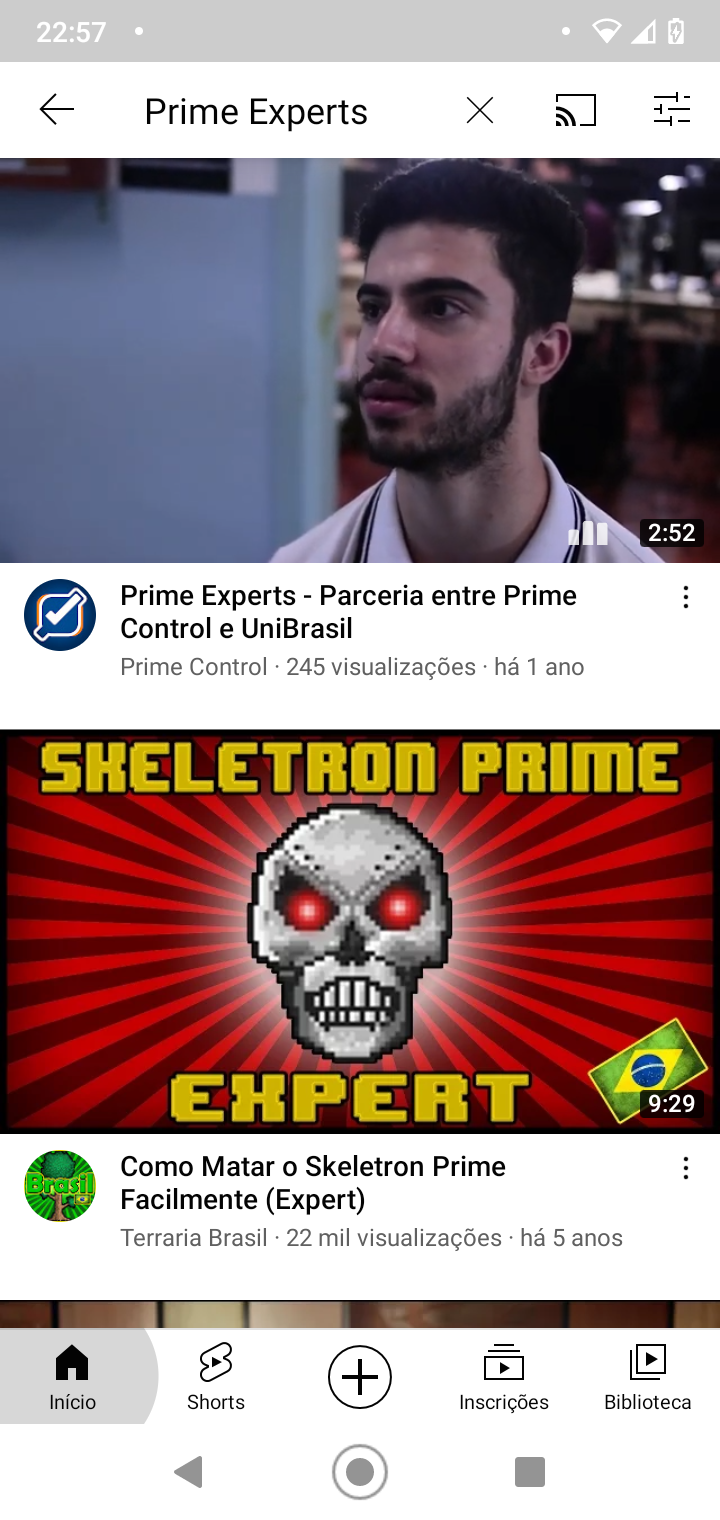 22:57
Prime Experts
2:52
Prime Experts - Parceria entre Prime
Control e UniBrasil
Prime Control · 245 visualizações · há 1 ano
SKELETRON PRIME
EXPERT
9:29
Brasil
Como Matar o Skeletron Prime
Facilmente (Expert)
Terraria Brasil · 22 mil visualizações · há 5 anos
Início
Shorts
Inscrições
Biblioteca